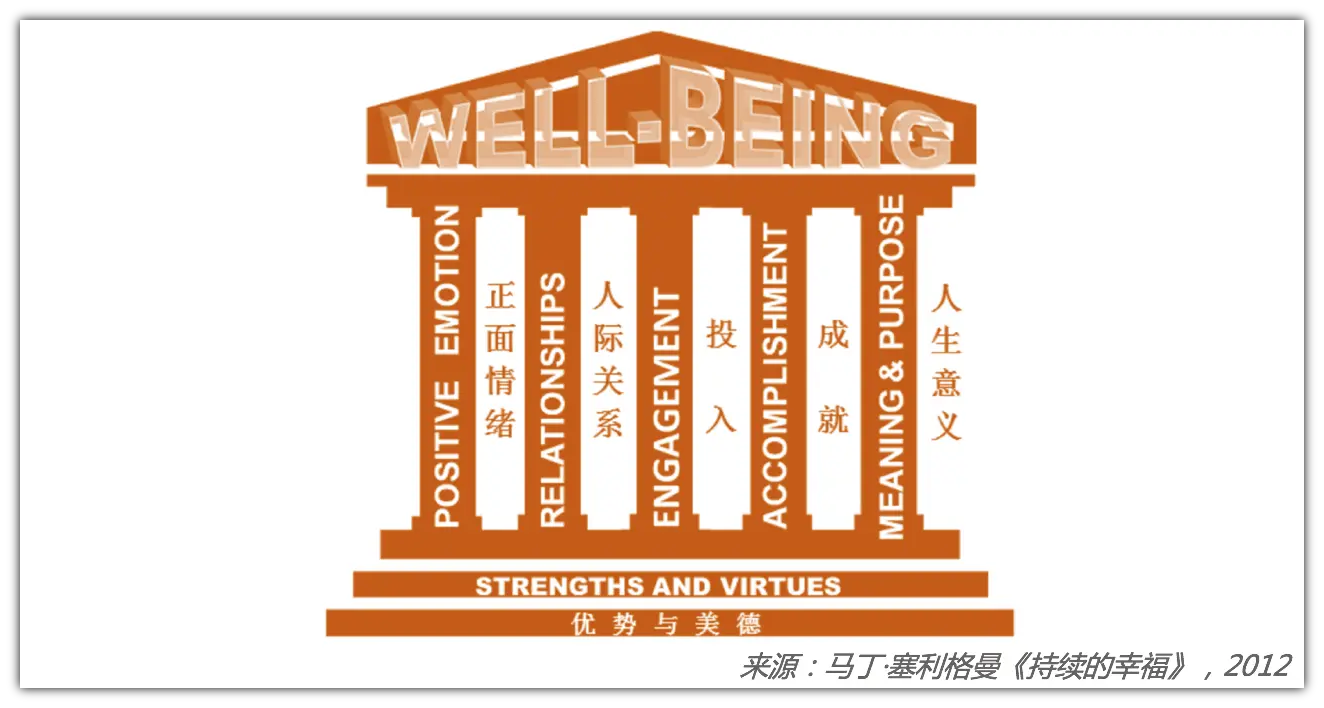 WELL-BEING
POSITIVE EMOTION
正面情绪
RELATIONSHIPS
人际关系
ENGAGEMENT
投入
ACCOMPLISHMENT
成就
MEANING & PURPOSE
人生意义
STRENGTHS AND VIRTUES
优势与美德
来源：马丁·塞利格曼《持续的幸福》，2012